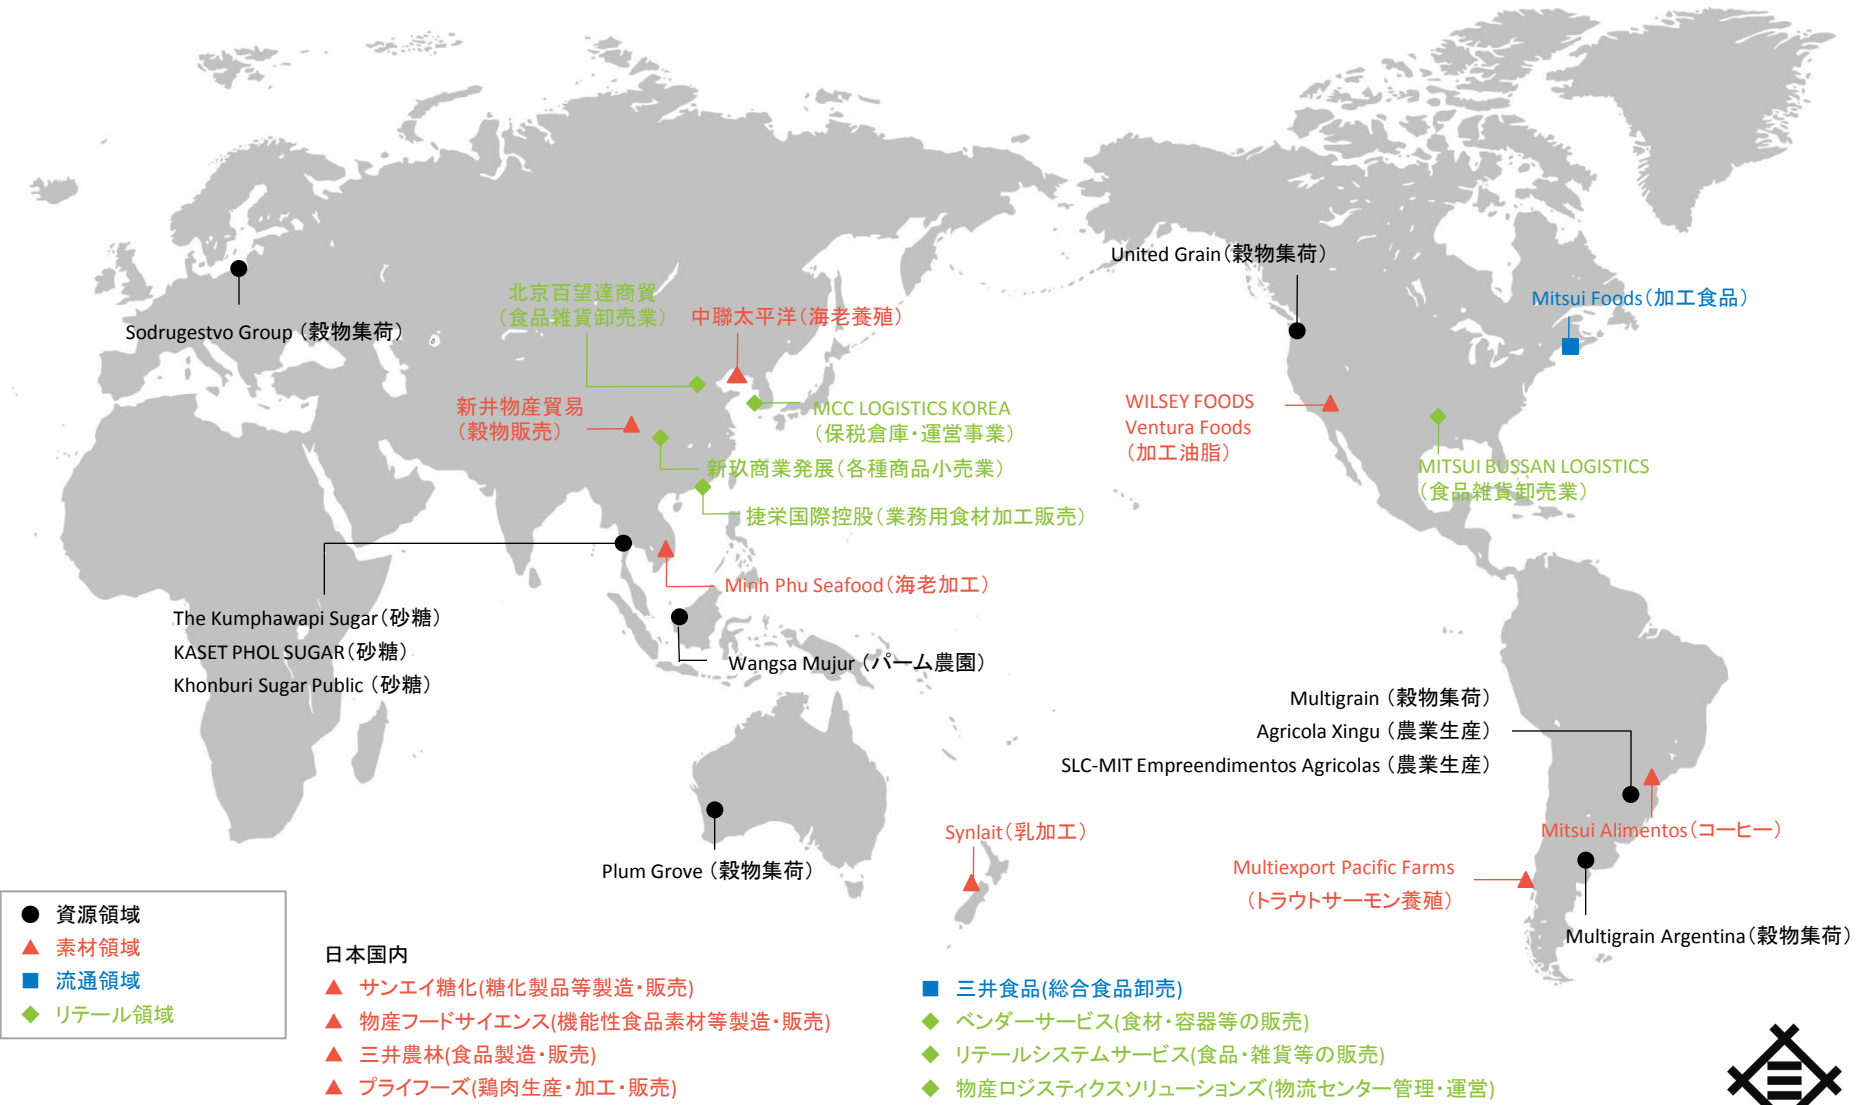 United Grain(穀物集荷)
北京百望達商貿
(食品雑貨卸売業)
中聯太平洋(海老養殖)
Mitsui Foods(加工食品)
Sodrugestvo Group (穀物集荷)
新井物産貿易
(穀物販売)
MCC LOGISTICS KOREA
(保税倉庫・運営事業)
WILSEY FOODS
Ventura Foods
(加工油脂)
新玖商業発展(各種商品小売業)
MITSUI BUSSAN LOGISTICS
(食品雑貨卸売業)
捷栄国際控股(業務用食材加工販売)
Minh Phu Seafood(海老加工)
The Kumphawapi Sugar(砂糖)
KASET PHOL SUGAR(砂糖)
Khonburi Sugar Public (砂糖)
Wangsa Mujur (パーム農園)
Multigrain (穀物集荷)
Agricola Xingu (農業生産)
SLC-MIT Empreendimentos Agricolas (農業生産)
Synlait(乳加工)
Mitsui Alimentos(コーヒー)
Plum Grove (穀物集荷)
Multiexport Pacific Farms
(トラウトサーモン養殖)
Multigrain Argentina(穀物集荷)
資源領域
素材領域
流通領域
リテール領域
日本国内
サンエイ糖化(糖化製品等製造・販売)
物産フードサイエンス(機能性食品素材等製造・販売)
三井農林(食品製造・販売)
プライフーズ(鶏肉生産・加工・販売)
三井食品(総合食品卸売)
ベンダーサービス(食材・容器等の販売)
リテールシステムサービス(食品・雑貨等の販売)
物産ロジスティクスソリューションズ(物流センター管理・運営)